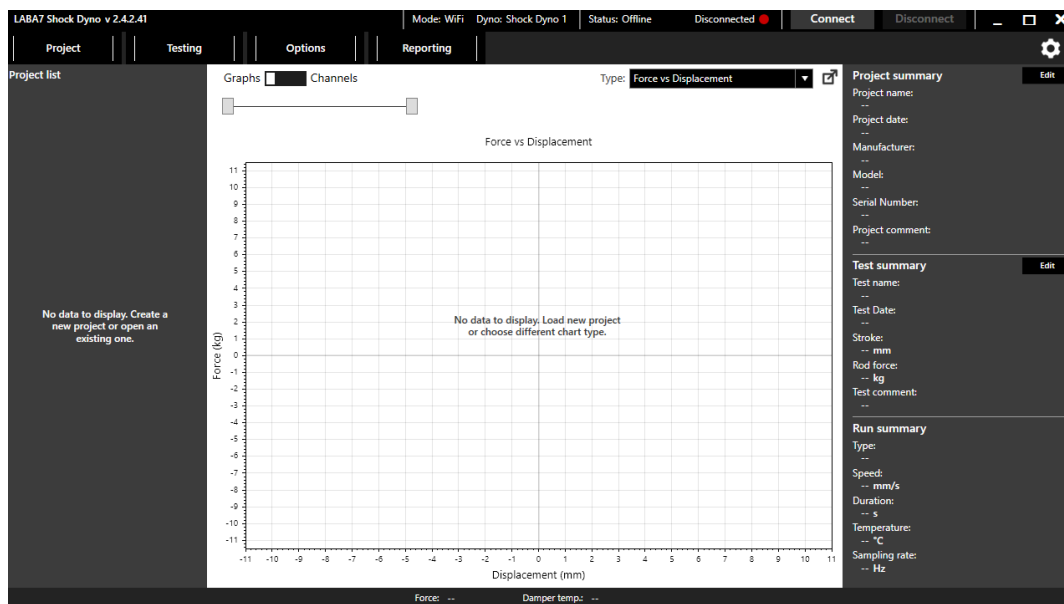 LABA7 Shock Dyno v 2.4.2.41
Mode: WiFi Dyno: Shock Dyno 1 Status: Offline Disconnected Connect Disconnect
Project Testing Options Reporting
Project list
No data to display. Create a
new project or open an
existing one.
Graphs Channels
Type: Force vs Displacement
Force vs Displacement
11
10
9
8
7
6
5
4
3
2
1
0
-1
-2
-3
-4
-5
-6
-7
-8
-9
-10
-11
Force (kg)
No data to display. Load new project
or choose different chart type.
-11 -10 -9 -8 -7 -6 -5 -4 -3 -2 -1 0 1 2 3 4 5 6 7 8 9 10 11
Displacement (mm)
Project summary Edit
Project name:
--
Project date:
--
Manufacturer:
--
Model:
--
Serial Number:
--
Project comment:
--
Test summary Edit
Test name:
--
Test Date:
--
Stroke:
-- mm
Rod force:
-- kg
Test comment:
--
Run summary
Type:
--
Speed:
-- mm/s
Duration:
-- s
Temperature:
-- °C
Sampling rate:
-- Hz
Force: -- Damper temp.: --